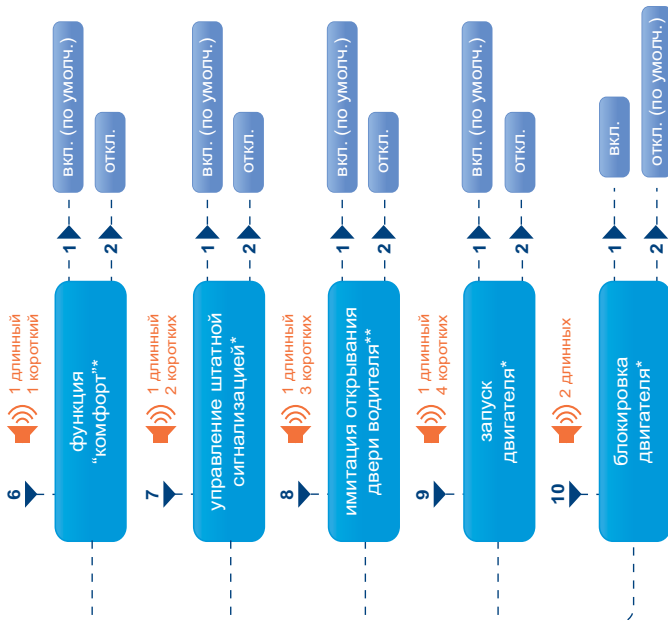 6
1 длинный
1 короткий
функция
“комфорт”*
1
вкл. (по умолч.)
2
откл.
7
1 длинный
2 коротких
управление штатной
сигнализацией*
1
вкл. (по умолч.)
2
откл.
8
1 длинный
3 коротких
имитация открывания
двери водителя**
1
вкл. (по умолч.)
2
откл.
9
1 длинный
4 коротких
запуск
двигателя*
1
вкл. (по умолч.)
2
откл.
10
2 длинных
блокировка
двигателя*
1
вкл.
2
откл. (по умолч.)